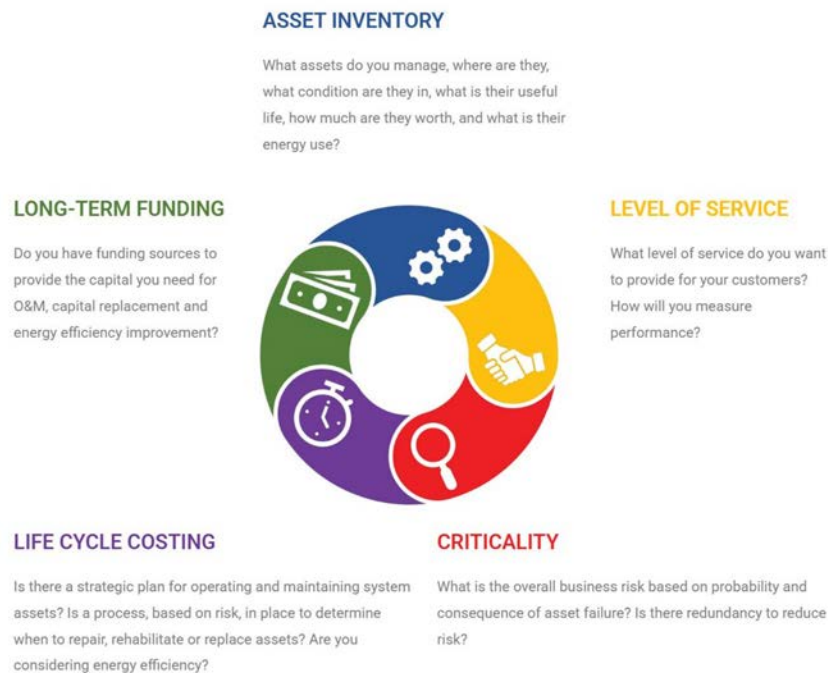 ASSET INVENTORY
What assets do you manage, where are they,
what condition are they in, what is their useful
life, how much are they worth, and what is their
energy use?
LONG-TERM FUNDING
Do you have funding sources to
provide the capital you need for
O&M, capital replacement and
energy efficiency improvement?
LEVEL OF SERVICE
What level of service do you want
to provide for your customers?
How will you measure
performance?
LIFE CYCLE COSTING
Is there a strategic plan for operating and maintaining system
assets? Is a process, based on risk, in place to determine
when to repair, rehabilitate or replace assets? Are you
considering energy efficiency?
CRITICALITY
What is the overall business risk based on probability and
consequence of asset failure? Is there redundancy to reduce
risk?